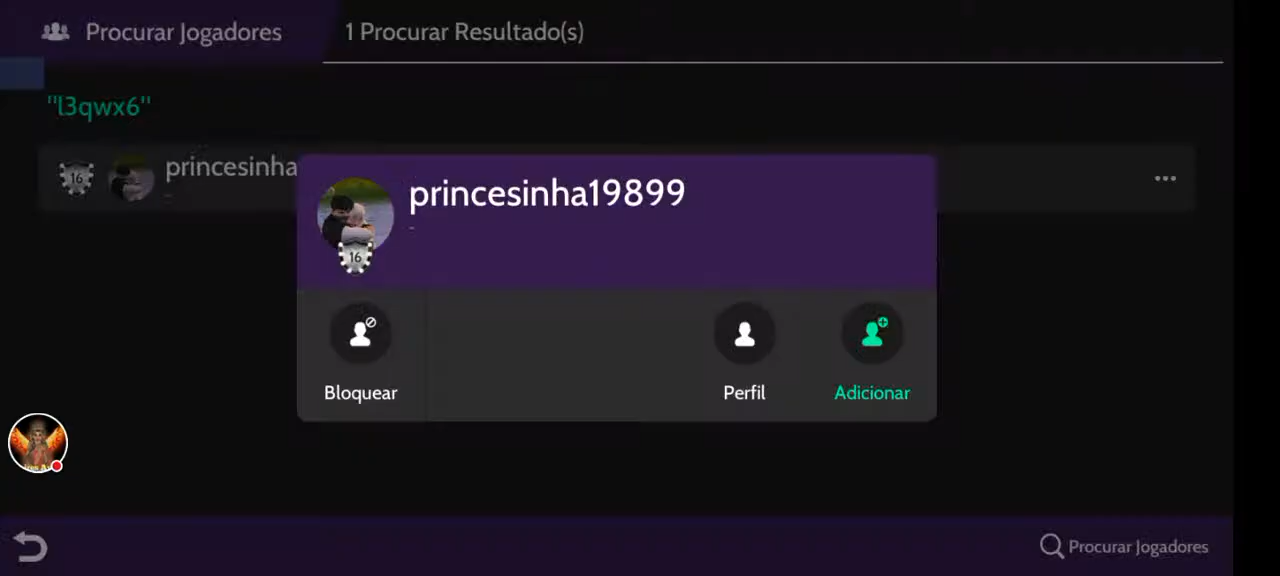 Procurar Jogadores
1 Procurar Resultado(s)
"l3qwx6"
16
princesinha
princesinha19899
-
16
Bloquear
Perfil
Adicionar
Procurar Jogadores